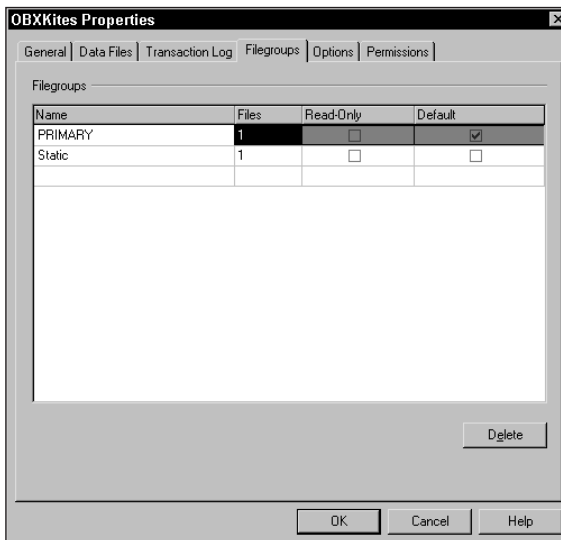 OBXKites Properties
General Data Files Transaction Log Filegroups Options Permissions
Filegroups
Name Files Read-Only Default
PRIMARY 1
Static 1
Delete
OK Cancel Help